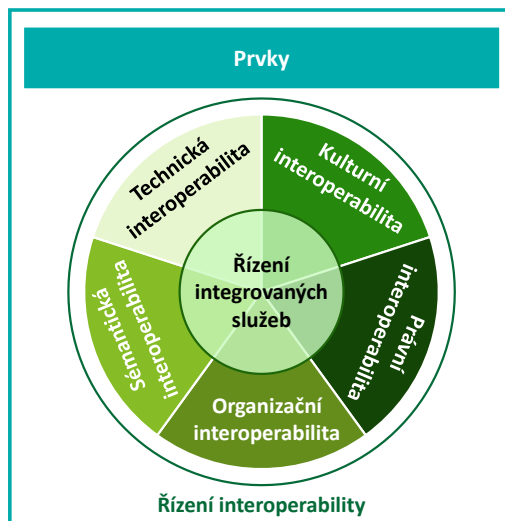 Prvky
Technická
interoperabilita
Kulturní
interoperabilita
Řízení
integrovaných
služeb
Sémantická
interoperabilita
Právní
interoperabilita
Organizační
interoperabilita
Řízení interoperability